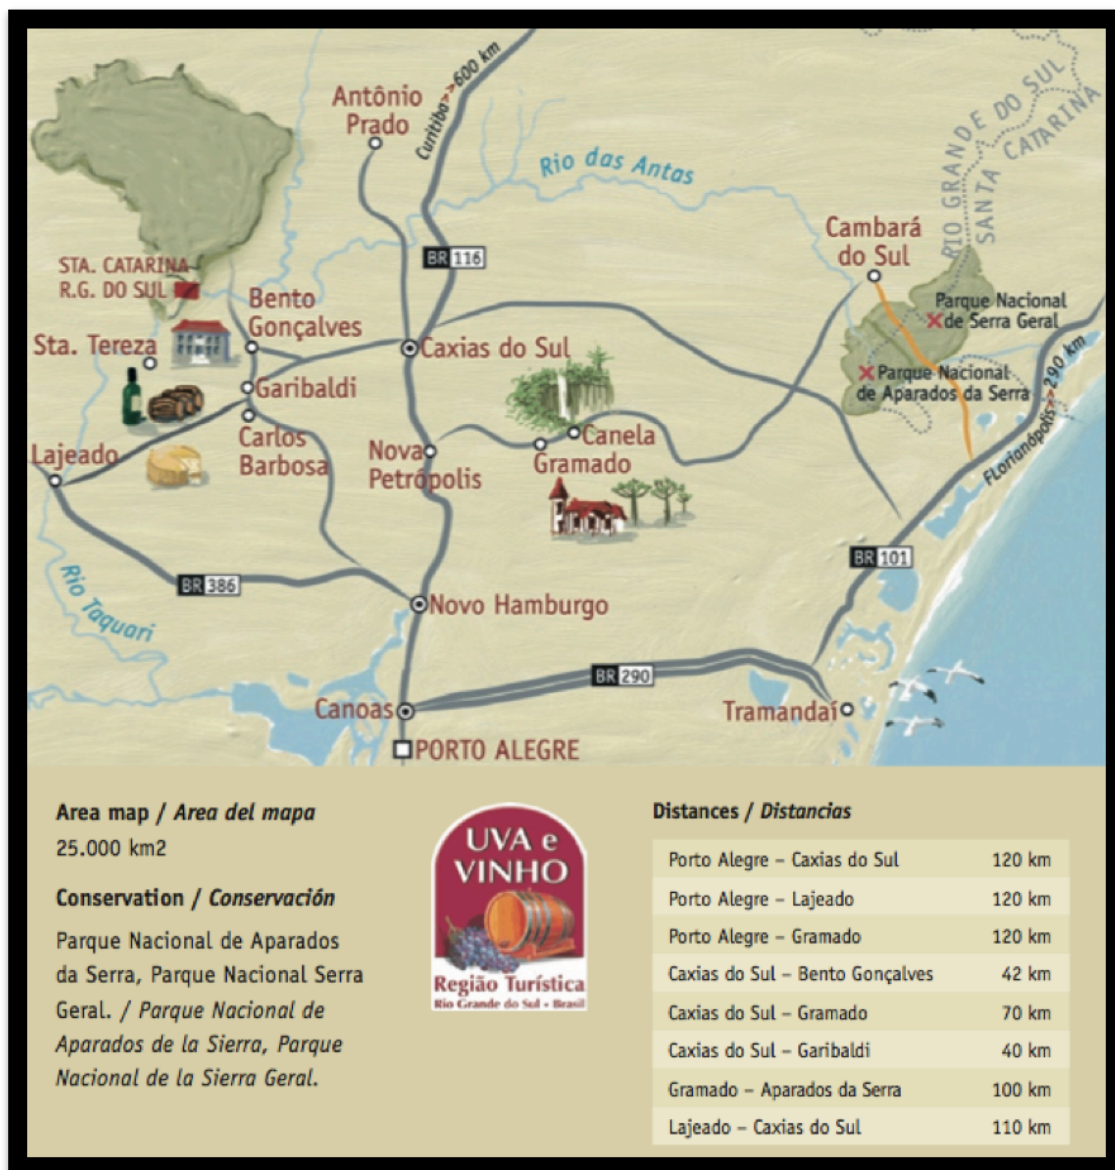 Antônio
Prado
Curitiba>>600 km
Rio das Antas
RIO GRANDE DO SUL
SANTA CATARINA
Cambará
do Sul
BR 116
STA. CATARINA
R.G. DO SUL
Bento
Gonçalves
Parque Nacional
de Serra Geral
Sta. Tereza
Caxias do Sul
Garibaldi
Parque Nacional
de Aparados da Serra
FLorianópolis>>290 km
Carlos
Barbosa
Lajeado
Nova
Petrópolis
Canela
Gramado
BR 101
BR 386
Rio Taquari
Novo Hamburgo
BR 290
Canoas
Tramandaí
PORTO ALEGRE
Area map / Area del mapa
25.000 km2
Conservation / Conservación
Parque Nacional de Aparados
da Serra, Parque Nacional Serra
Geral. / Parque Nacional de
Aparados de la Sierra, Parque
Nacional de la Sierra Geral.
UVA e
VINHO
Região Turística
Rio Grande do Sul • Brasil
Distances / Distancias
Porto Alegre – Caxias do Sul 120 km
Porto Alegre – Lajeado 120 km
Porto Alegre – Gramado 120 km
Caxias do Sul – Bento Gonçalves 42 km
Caxias do Sul – Gramado 70 km
Caxias do Sul – Garibaldi 40 km
Gramado – Aparados da Serra 100 km
Lajeado – Caxias do Sul 110 km